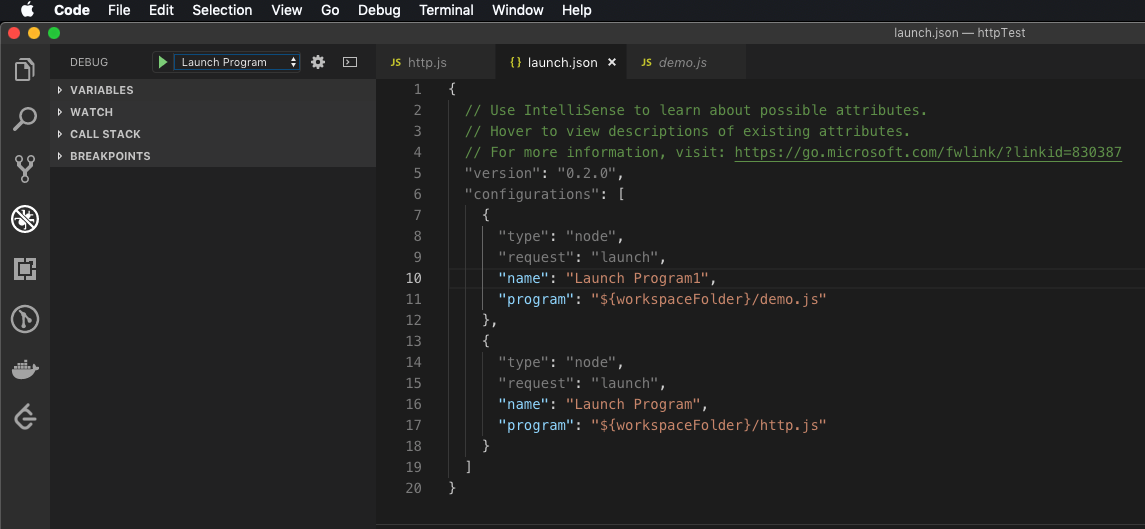 Code File Edit Selection View Go Debug Terminal Window Help
launch.json — httpTest
DEBUG Launch Program
JS http.js {} launch.json × JS demo.js
VARIABLES
WATCH
CALL STACK
BREAKPOINTS
1 {
2 // Use IntelliSense to learn about possible attributes.
3 // Hover to view descriptions of existing attributes.
4 // For more information, visit: https://go.microsoft.com/fwlink/?linkid=830387
5 "version": "0.2.0",
6 "configurations": [
7 {
8 "type": "node",
9 "request": "launch",
10 "name": "Launch Program1",
11 "program": "${workspaceFolder}/demo.js"
12 },
13 {
14 "type": "node",
15 "request": "launch",
16 "name": "Launch Program",
17 "program": "${workspaceFolder}/http.js"
18 }
19 ]
20 }